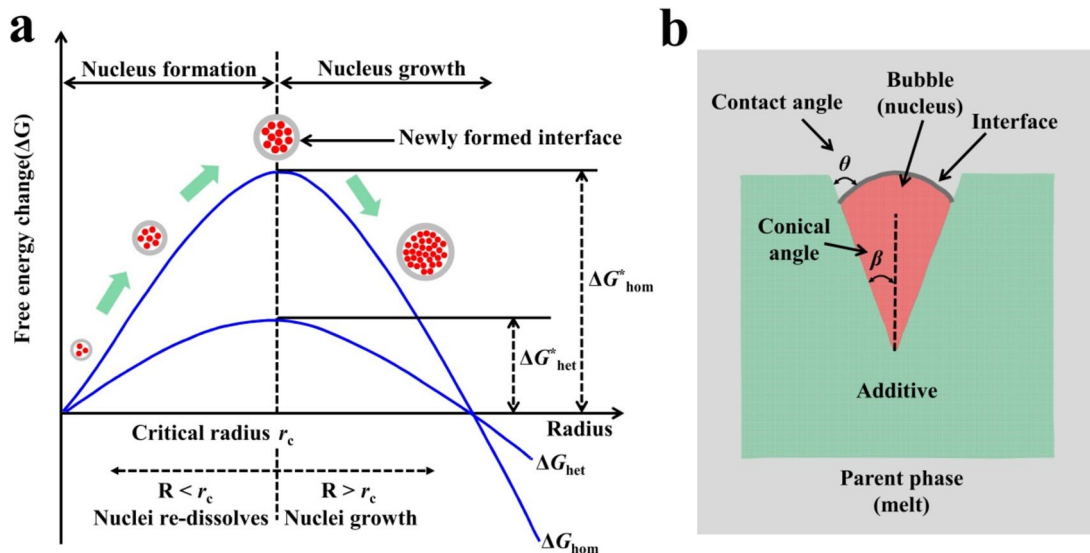 a
Nucleus formation
Nucleus growth
Newly formed interface
Free energy change(ΔG)
ΔG*hom
ΔG*het
Critical radius rc
Radius
ΔGhet
R < rc
R > rc
Nuclei re-dissolves
Nuclei growth
ΔGhom
b
Bubble
(nucleus)
Contact angle
Interface
θ
Conical
angle
β
Additive
Parent phase
(melt)